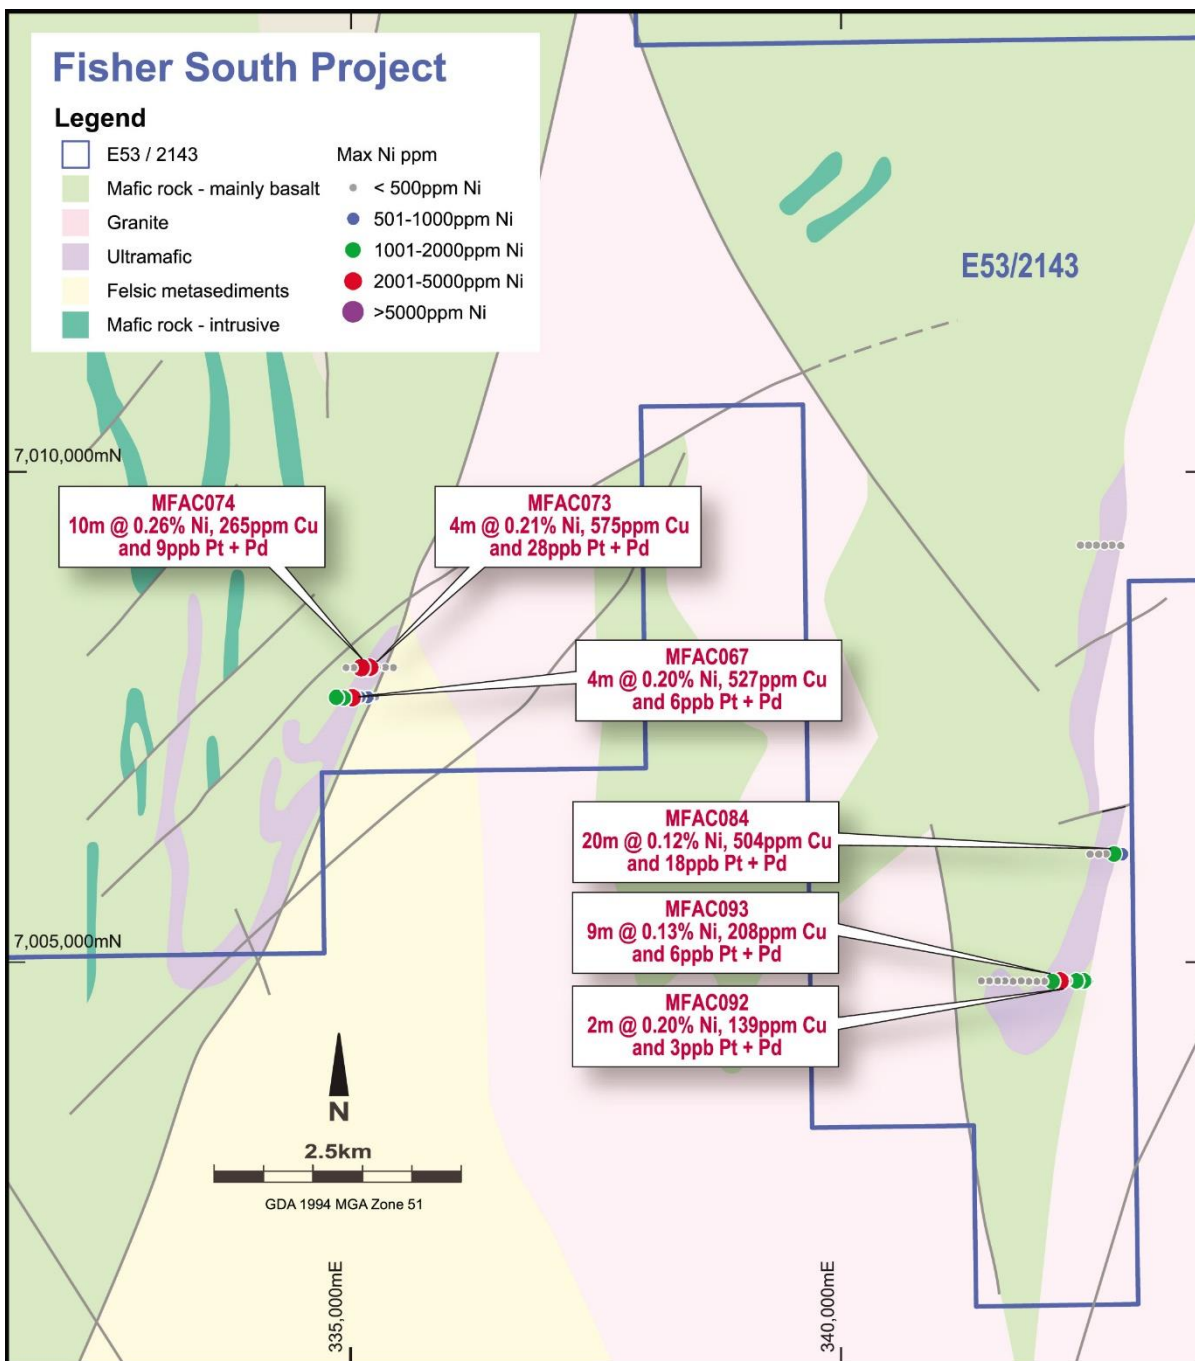 Fisher South Project
Legend
E53 / 2143
Mafic rock - mainly basalt
Granite
Ultramafic
Felsic metasediments
Mafic rock - intrusive
Max Ni ppm
< 500ppm Ni
501-1000ppm Ni
1001-2000ppm Ni
2001-5000ppm Ni
>5000ppm Ni
E53/2143
7,010,000mN
MFAC074
10m @ 0.26% Ni, 265ppm Cu
and 9ppb Pt + Pd
MFAC073
4m @ 0.21% Ni, 575ppm Cu
and 28ppb Pt + Pd
MFAC067
4m @ 0.20% Ni, 527ppm Cu
and 6ppb Pt + Pd
MFAC084
20m @ 0.12% Ni, 504ppm Cu
and 18ppb Pt + Pd
MFAC093
9m @ 0.13% Ni, 208ppm Cu
and 6ppb Pt + Pd
7,005,000mN
MFAC092
2m @ 0.20% Ni, 139ppm Cu
and 3ppb Pt + Pd
N
2.5km
GDA 1994 MGA Zone 51
335,000mE
340,000mE